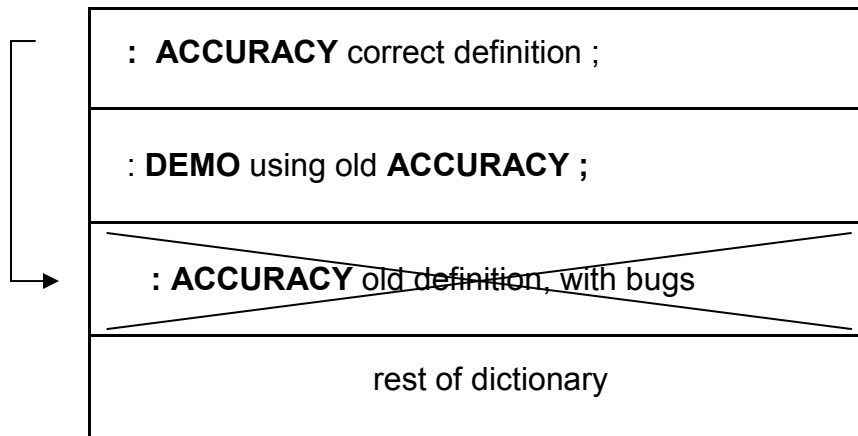 : ACCURACY correct definition ;
: DEMO using old ACCURACY ;
: ACCURACY old definition, with bugs
rest of dictionary